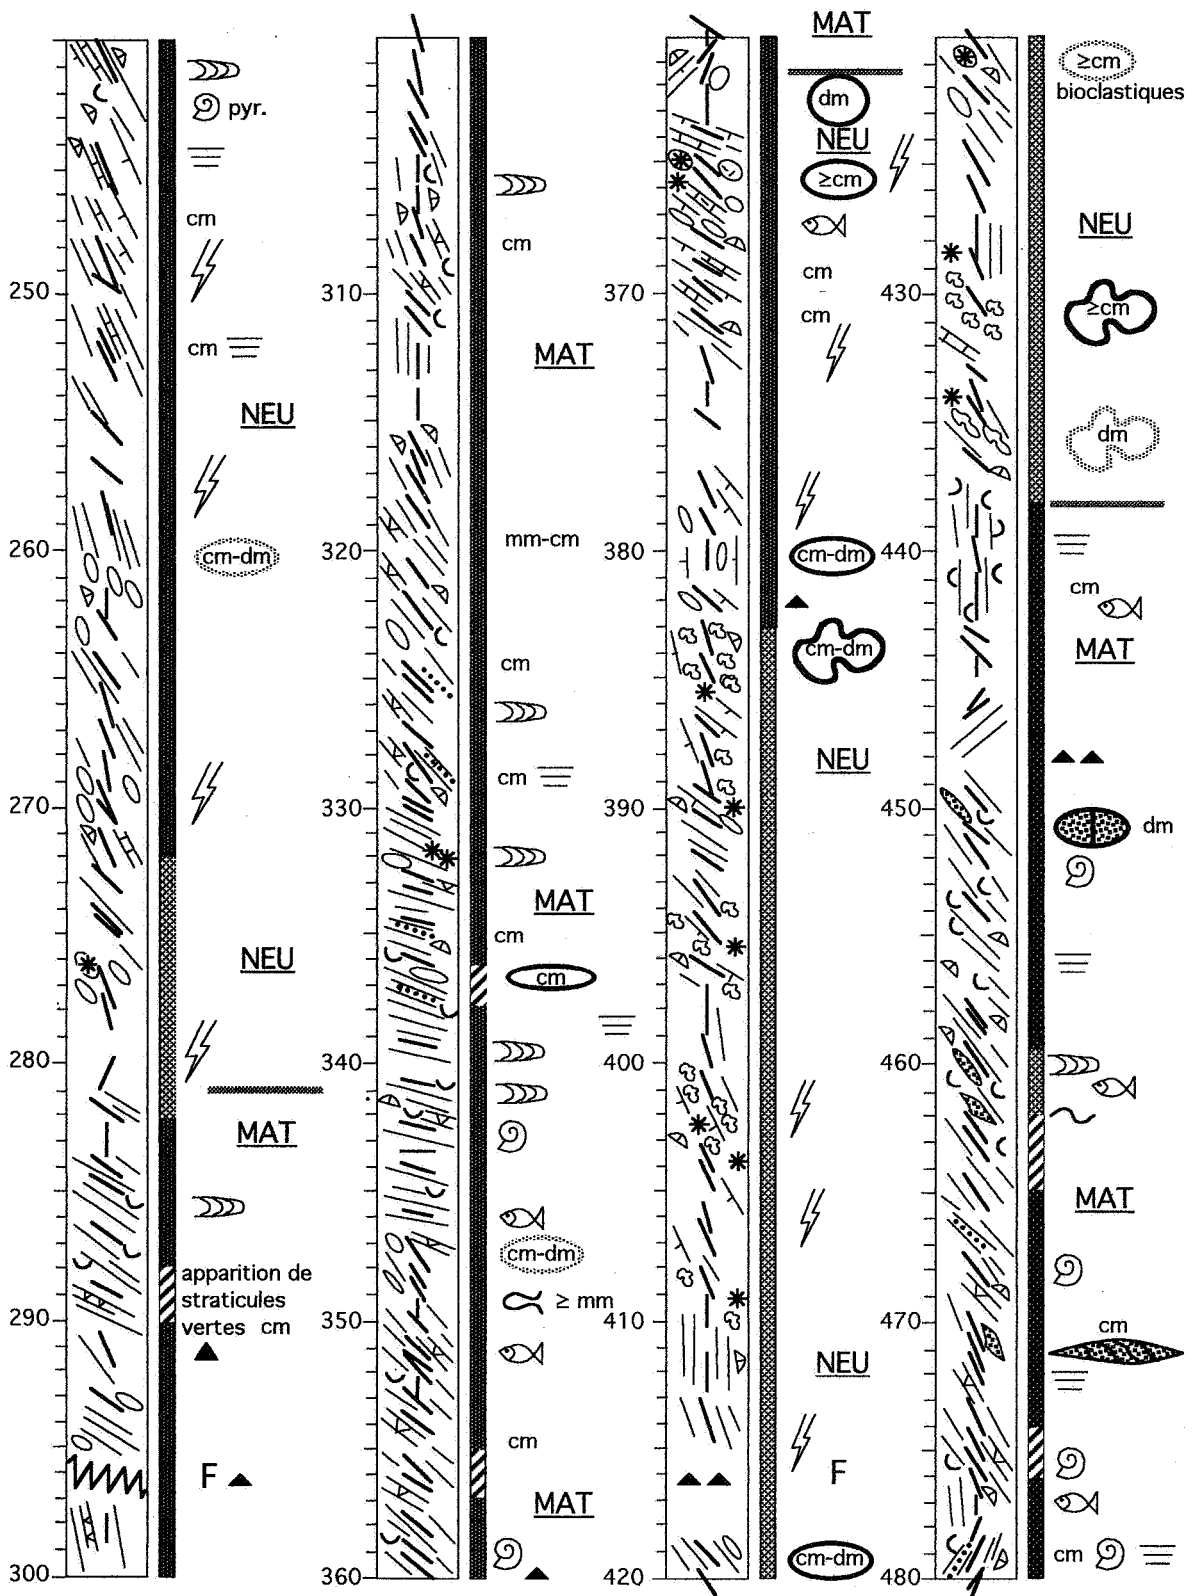 pyr.
cm
250
cm
NEU
260
cm-dm
270
NEU
280
MAT
apparition de
straticules
vertes cm
290
F
300
cm
310
MAT
mm-cm
320
cm
cm
330
MAT
cm
cm
340
cm-dm
≥ mm
350
cm
MAT
360
MAT
dm
NEU
≥cm
cm
370
cm
380
cm-dm
cm-dm
NEU
390
400
410
NEU
F
cm-dm
420
≥cm
bioclastiques
NEU
430
≥cm
dm
440
cm
MAT
450
dm
460
MAT
470
cm
480
cm